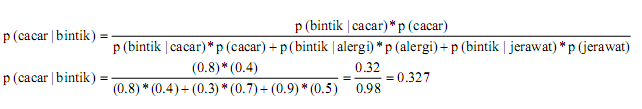 p (cacar | bintik) = p (bintik | cacar) * p (cacar) / p (bintik | cacar) * p (cacar) + p (bintik | alergi) * p (alergi) + p (bintik | jerawat) * p (jerawat)
p (cacar | bintik) = (0.8) * (0.4) / (0.8) * (0.4) + (0.3) * (0.7) + (0.9) * (0.5) = 0.32 / 0.98 = 0.327